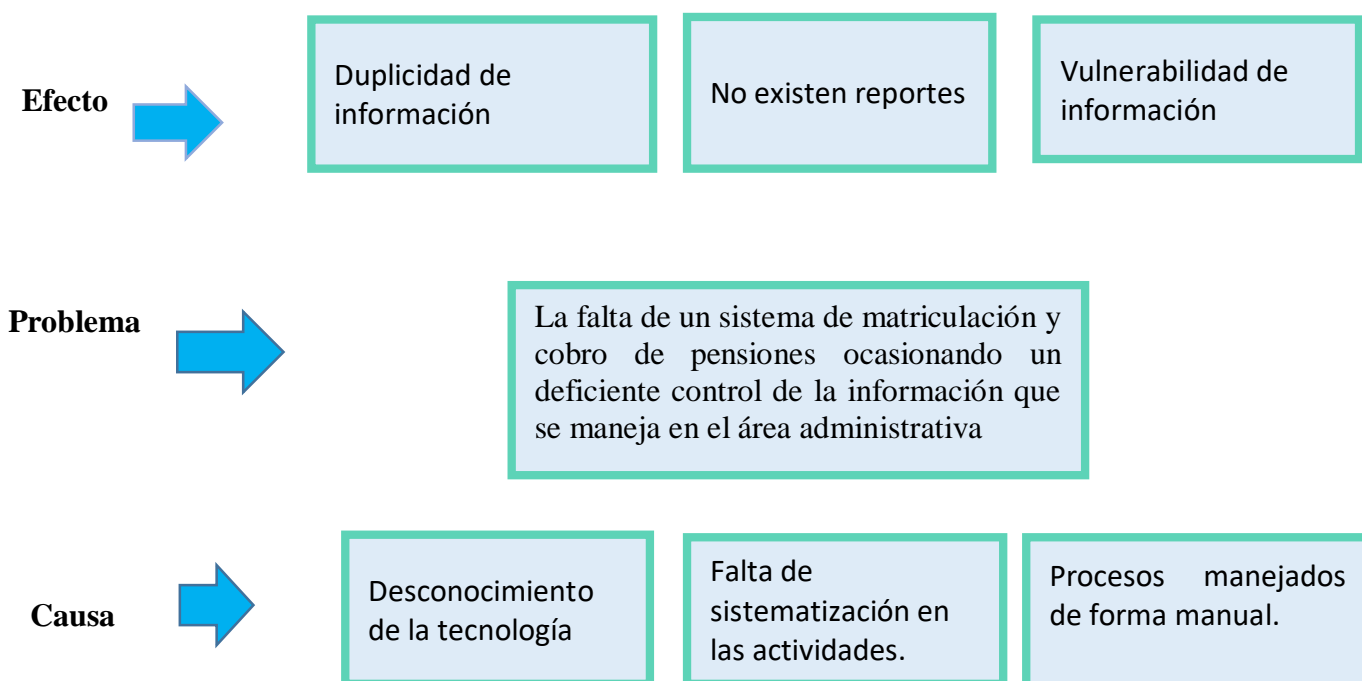 Efecto
Duplicidad de
información
No existen reportes
Vulnerabilidad de
información
Problema
La falta de un sistema de matriculación y
cobro de pensiones ocasionando un
deficiente control de la información que
se maneja en el área administrativa
Causa
Desconocimiento
de la tecnología
Falta de
sistematización en
las actividades.
Procesos manejados
de forma manual.